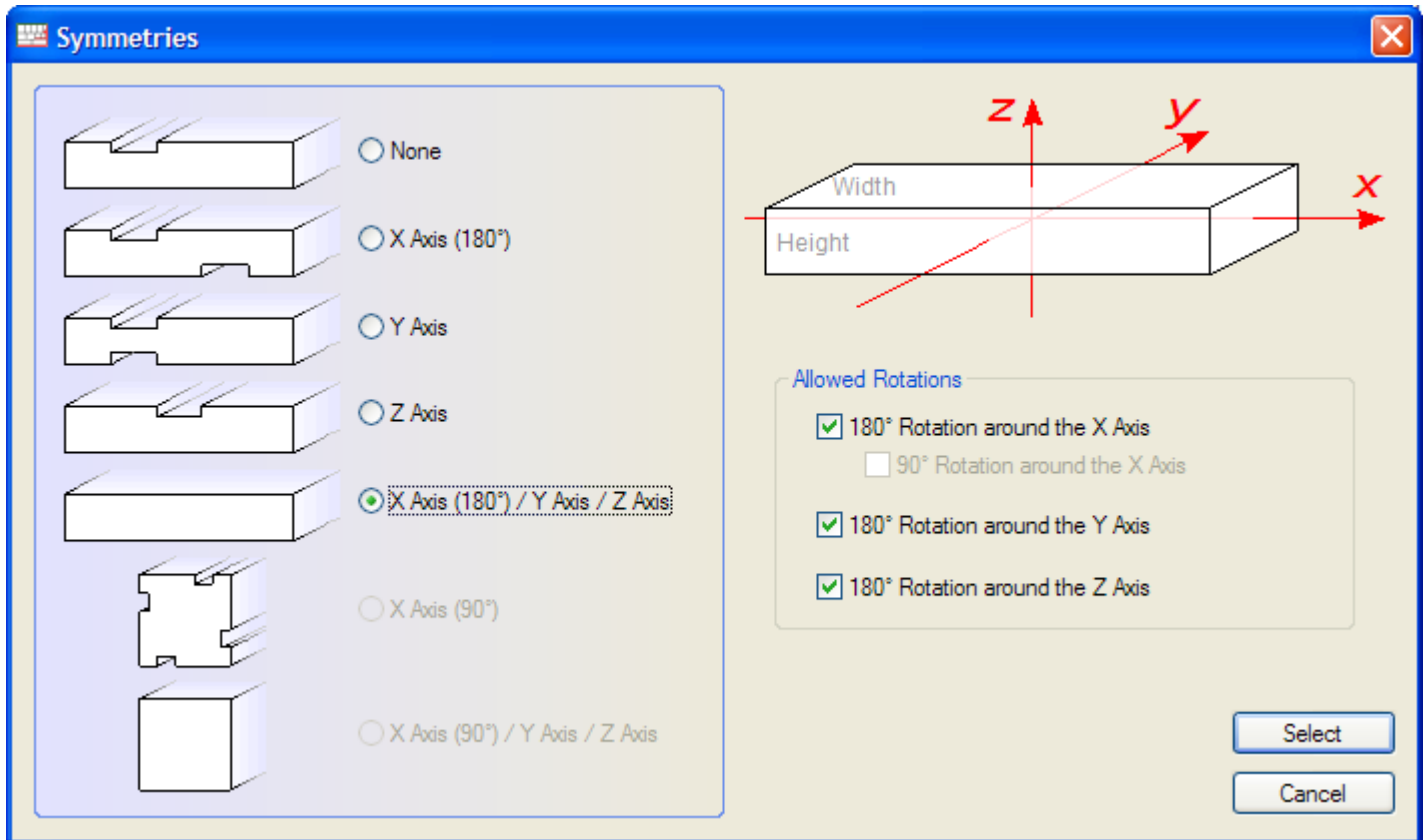 Symmetries
None
X Axis (180°)
Y Axis
Z Axis
X Axis (180°) / Y Axis / Z Axis
X Axis (90°)
X Axis (90°) / Y Axis / Z Axis
z
y
x
Width
Height
Allowed Rotations
180° Rotation around the X Axis
90° Rotation around the X Axis
180° Rotation around the Y Axis
180° Rotation around the Z Axis
Select
Cancel